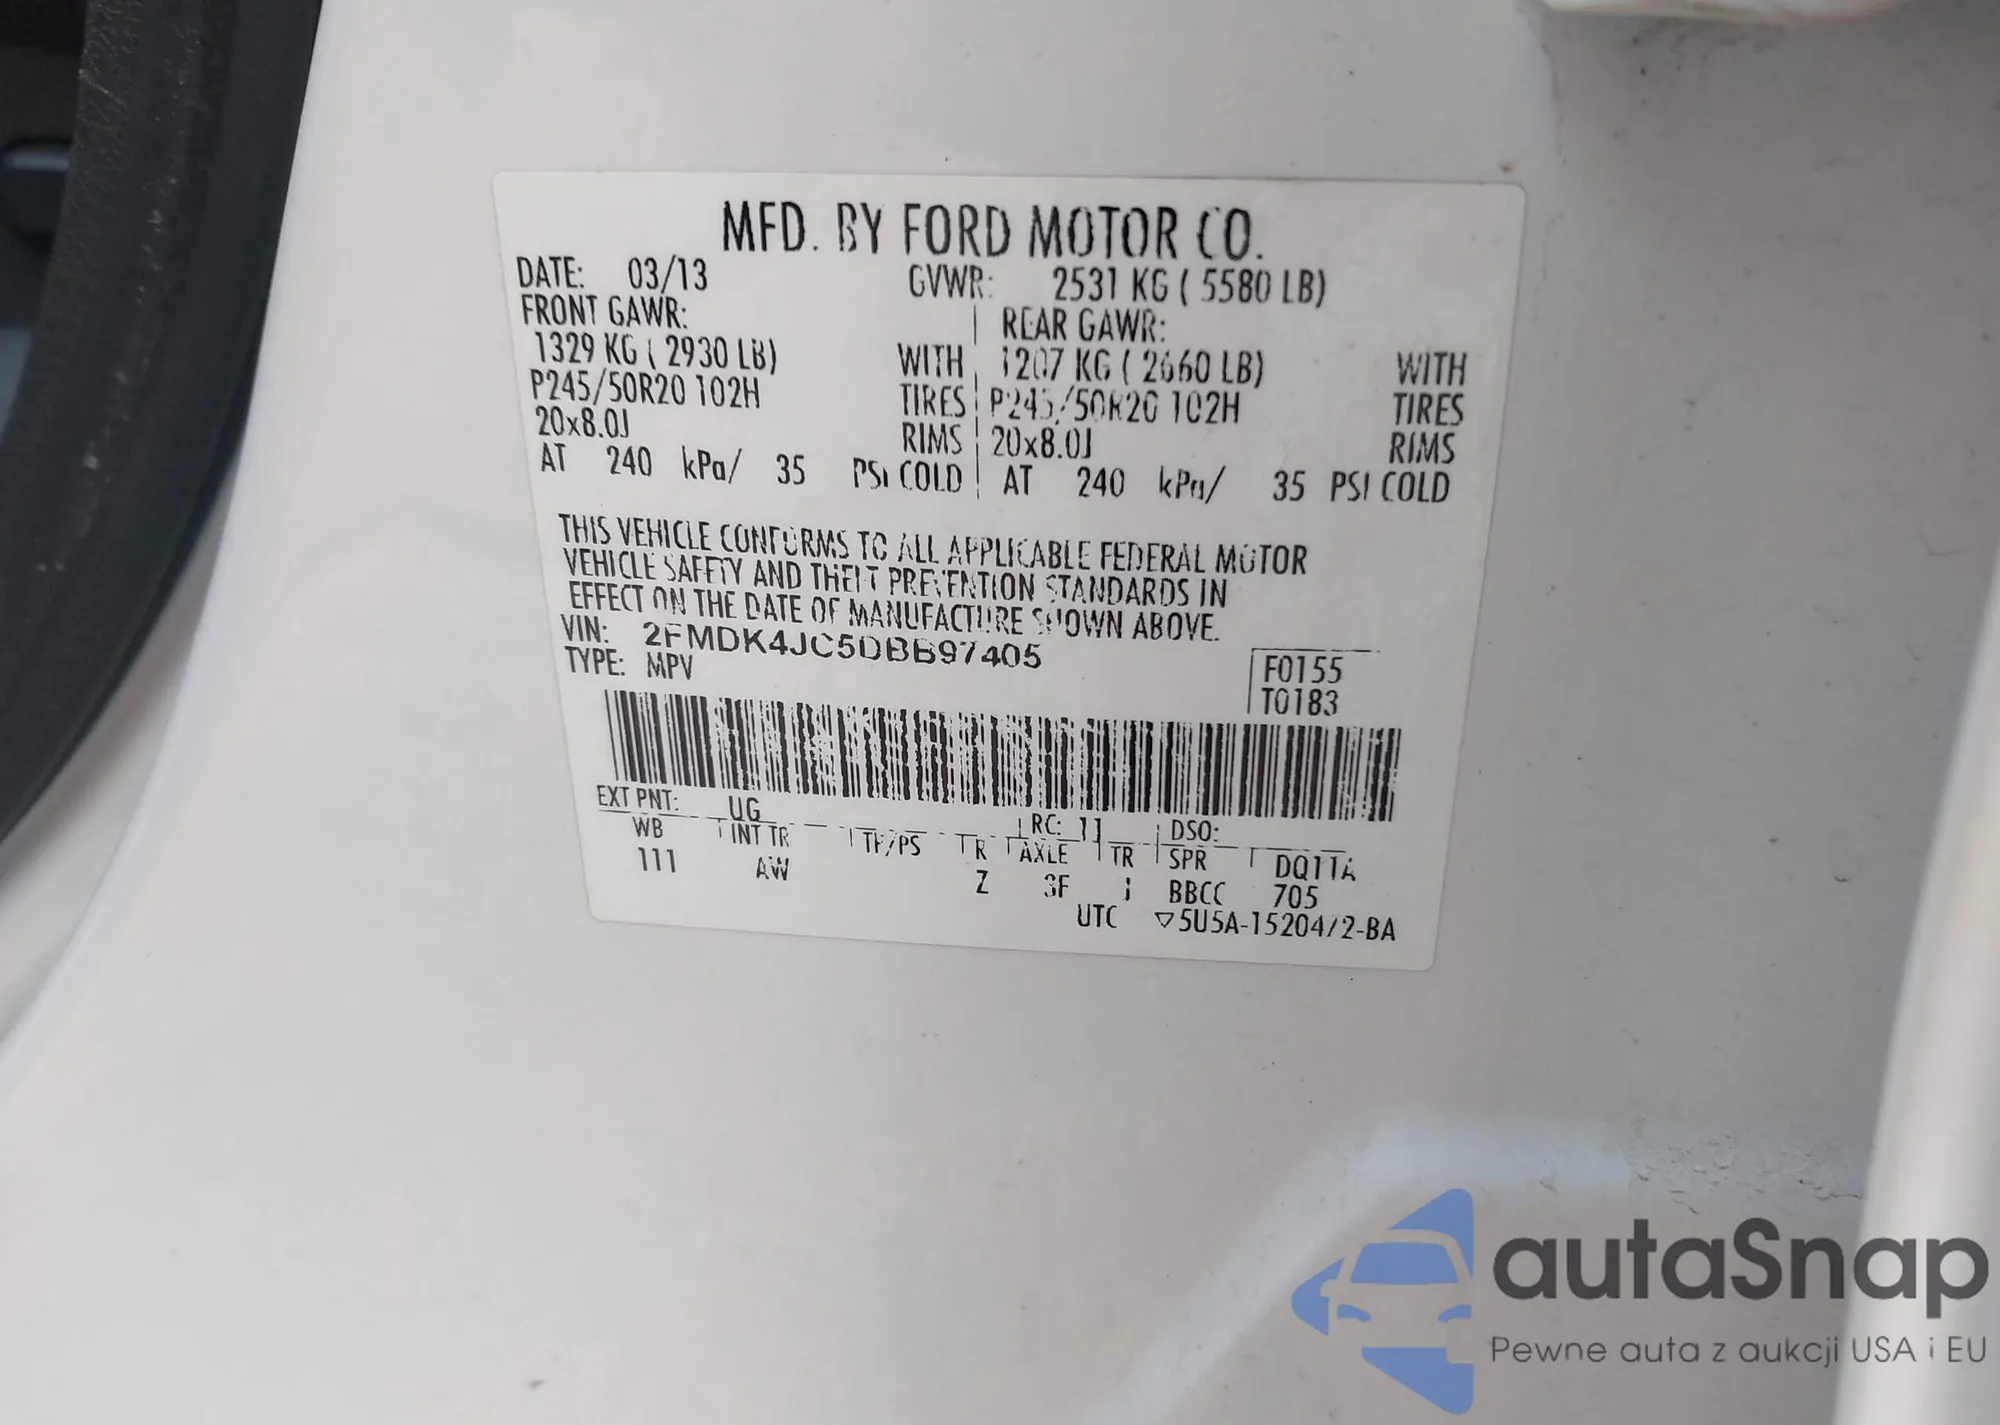 MFD. BY FORD MOTOR CO.
DATE: 03/13 GVWR: 2531 KG ( 5580 LB)
FRONT GAWR: REAR GAWR:
1329 KG ( 2930 LB) WITH 1207 KG ( 2660 LB) WITH
P245/50R20 102H TIRES P245/50R20 102H TIRES
20x8.0J RIMS 20x8.0J RIMS
AT 240 kPa/ 35 PSI COLD AT 240 kPa/ 35 PSI COLD
THIS VEHICLE CONFORMS TO ALL APPLICABLE FEDERAL MOTOR
VEHICLE SAFETY AND THEFT PREVENTION STANDARDS IN
EFFECT ON THE DATE OF MANUFACTURE SHOWN ABOVE.
VIN: 2FMDK4JC5DBB97405
TYPE: MPV
F0155
T0183
EXT PNT: UG RC: 11 DSO:
WB INT TR TP/PS R AXLE TR SPR DQ11A
111 AW Z 3F BBCC 705
UTC ▽5U5A-1520472-BA
autoSnap
Pewne auta z aukcji USA i EU